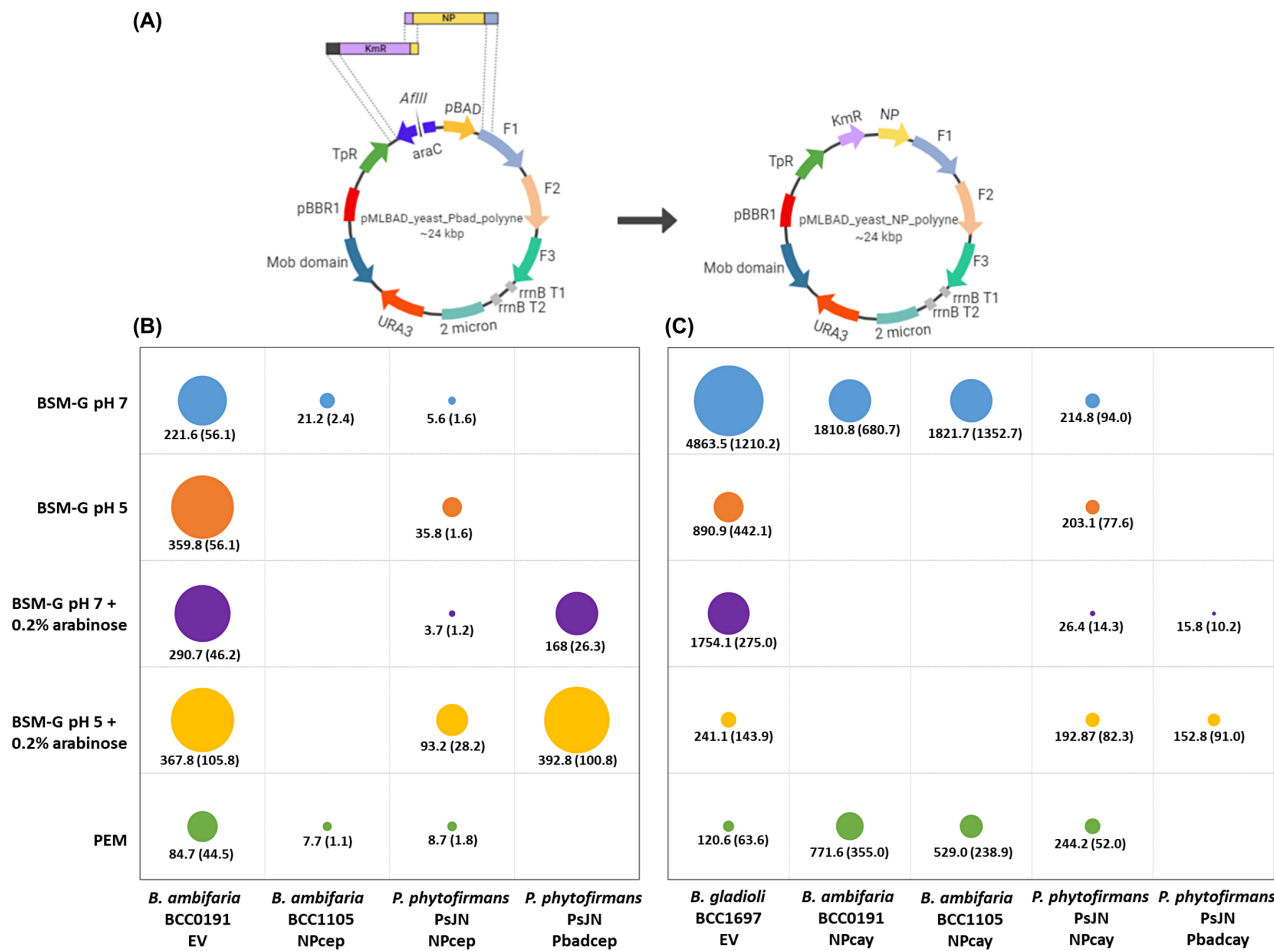 (A)
NP
KmR
AflII
pBAD
araC
F1
TpR
F2
pBBR1
pMLBAD_yeast_Pbad_polyyne
~24 kbp
Mob domain
F3
rrnB T1
rrnB T2
URA3
2 micron
KmR
NP
F1
TpR
F2
pBBR1
pMLBAD_yeast_NP_polyyne
~24 kbp
Mob domain
F3
rrnB T1
rrnB T2
URA3
2 micron
(B)
(C)
BSM-G pH 7
221.6 (56.1)
21.2 (2.4)
5.6 (1.6)
4863.5 (1210.2)
1810.8 (680.7)
1821.7 (1352.7)
214.8 (94.0)
BSM-G pH 5
359.8 (56.1)
35.8 (1.6)
890.9 (442.1)
203.1 (77.6)
BSM-G pH 7 +
0.2% arabinose
290.7 (46.2)
3.7 (1.2)
168 (26.3)
1754.1 (275.0)
26.4 (14.3)
15.8 (10.2)
BSM-G pH 5 +
0.2% arabinose
367.8 (105.8)
93.2 (28.2)
392.8 (100.8)
241.1 (143.9)
192.87 (82.3)
152.8 (91.0)
PEM
84.7 (44.5)
7.7 (1.1)
8.7 (1.8)
120.6 (63.6)
771.6 (355.0)
529.0 (238.9)
244.2 (52.0)
B. ambifaria
BCC0191
EV
B. ambifaria
BCC1105
NPcep
P. phytofirmans
PsJN
NPcep
P. phytofirmans
PsJN
Pbadcep
B. gladioli
BCC1697
EV
B. ambifaria
BCC0191
NPcay
B. ambifaria
BCC1105
NPcay
P. phytofirmans
PsJN
NPcay
P. phytofirmans
PsJN
Pbadcay